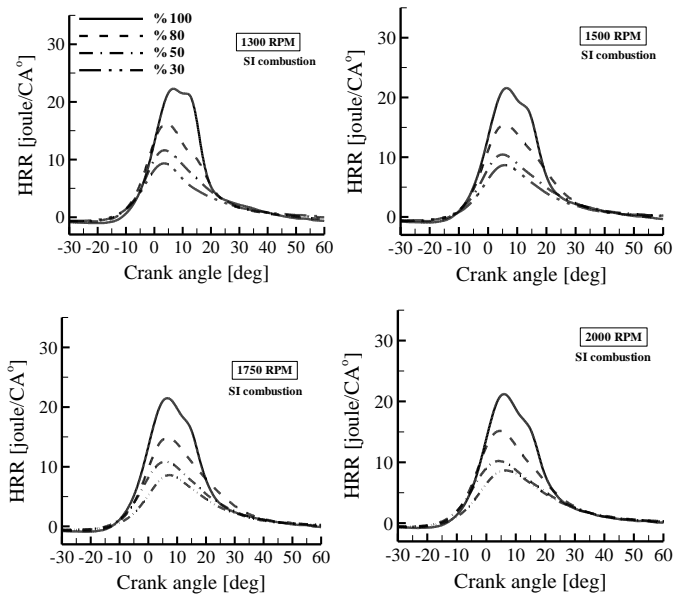 %100
%80
%50
%30
1300 RPM
SI combustion
HRR [joule/CA°]
30
20
10
0
-30 -20 -10 0 10 20 30 40 50 60
Crank angle [deg]
1500 RPM
SI combustion
HRR [joule/CA°]
30
20
10
0
-30 -20 -10 0 10 20 30 40 50 60
Crank angle [deg]
1750 RPM
SI combustion
HRR [joule/CA°]
30
20
10
0
-30 -20 -10 0 10 20 30 40 50 60
Crank angle [deg]
2000 RPM
SI combustion
HRR [joule/CA°]
30
20
10
0
-30 -20 -10 0 10 20 30 40 50 60
Crank angle [deg]